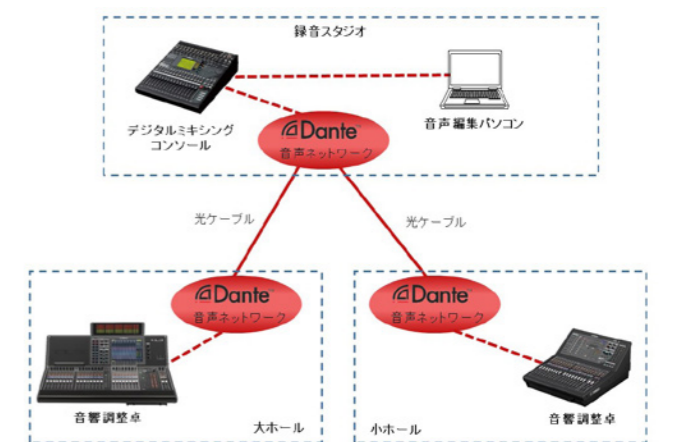 録音スタジオ
デジタルミキシング
コンソール
音声編集パソコン
Dante™
音声ネットワーク
光ケーブル
光ケーブル
Dante™
音声ネットワーク
Dante™
音声ネットワーク
音響調整卓
大ホール
小ホール
音響調整卓